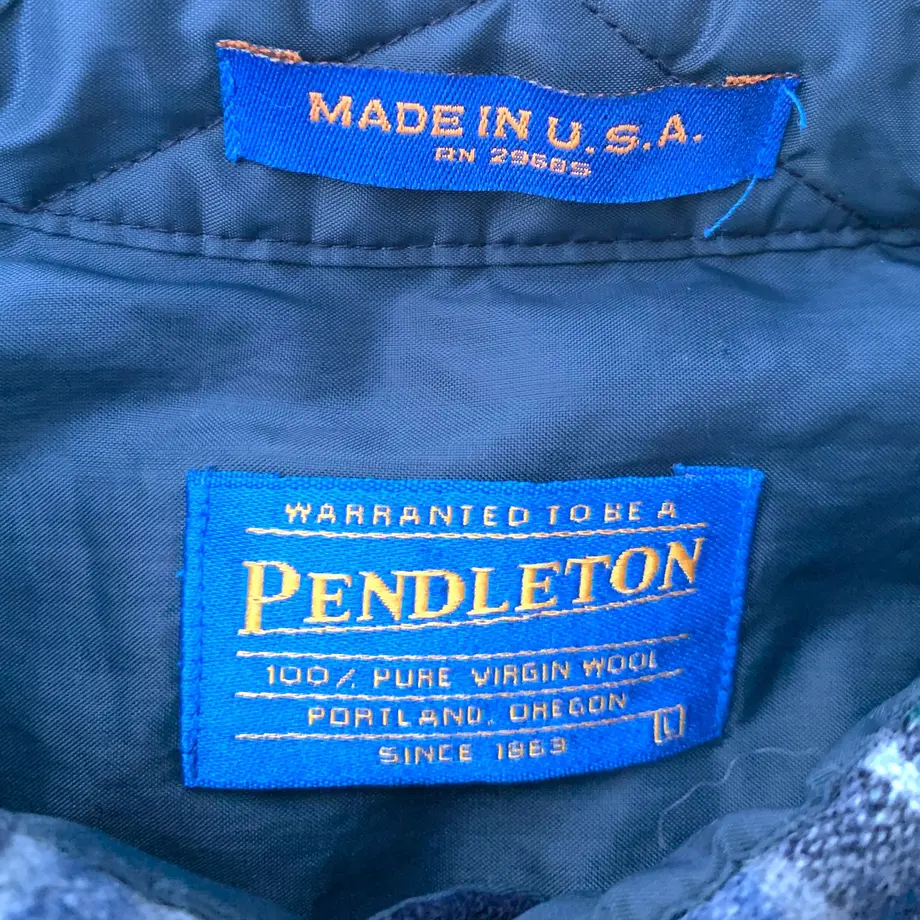 MADE IN U.S.A.
RN 29685
WARRANTED TO BE A
PENDLETON
100% PURE VIRGIN WOOL
PORTLAND, OREGON
SINCE 1863
L